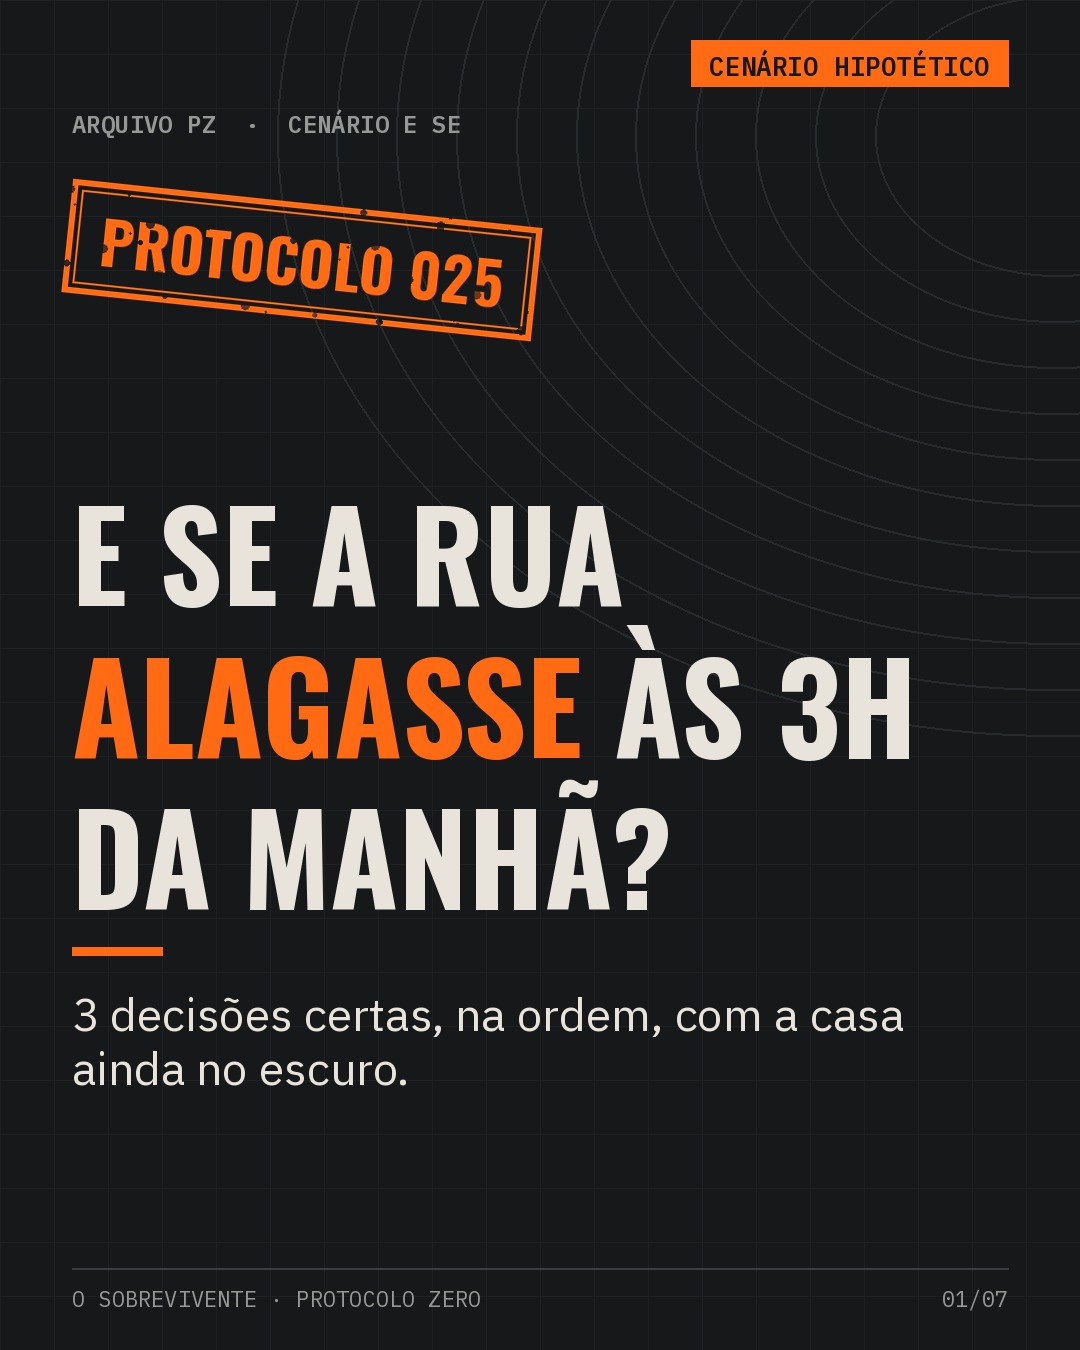 CENÁRIO HIPOTÉTICO
ARQUIVO PZ · CENÁRIO E SE
PROTOCOLO 025
E SE A RUA
ALAGASSE ÀS 3H
DA MANHÃ?
3 decisões certas, na ordem, com a casa
ainda no escuro.
O SOBREVIVENTE · PROTOCOLO ZERO
01/07